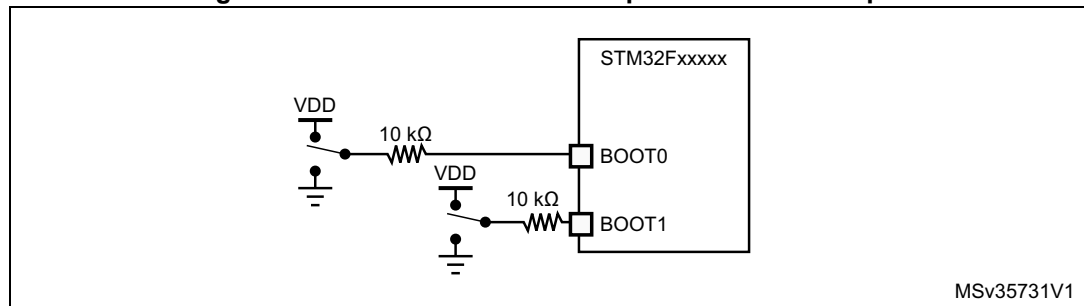 STM32Fxxxxx
VDD
10 kΩ
BOOT0
VDD
10 kΩ
BOOT1
MSv35731V1